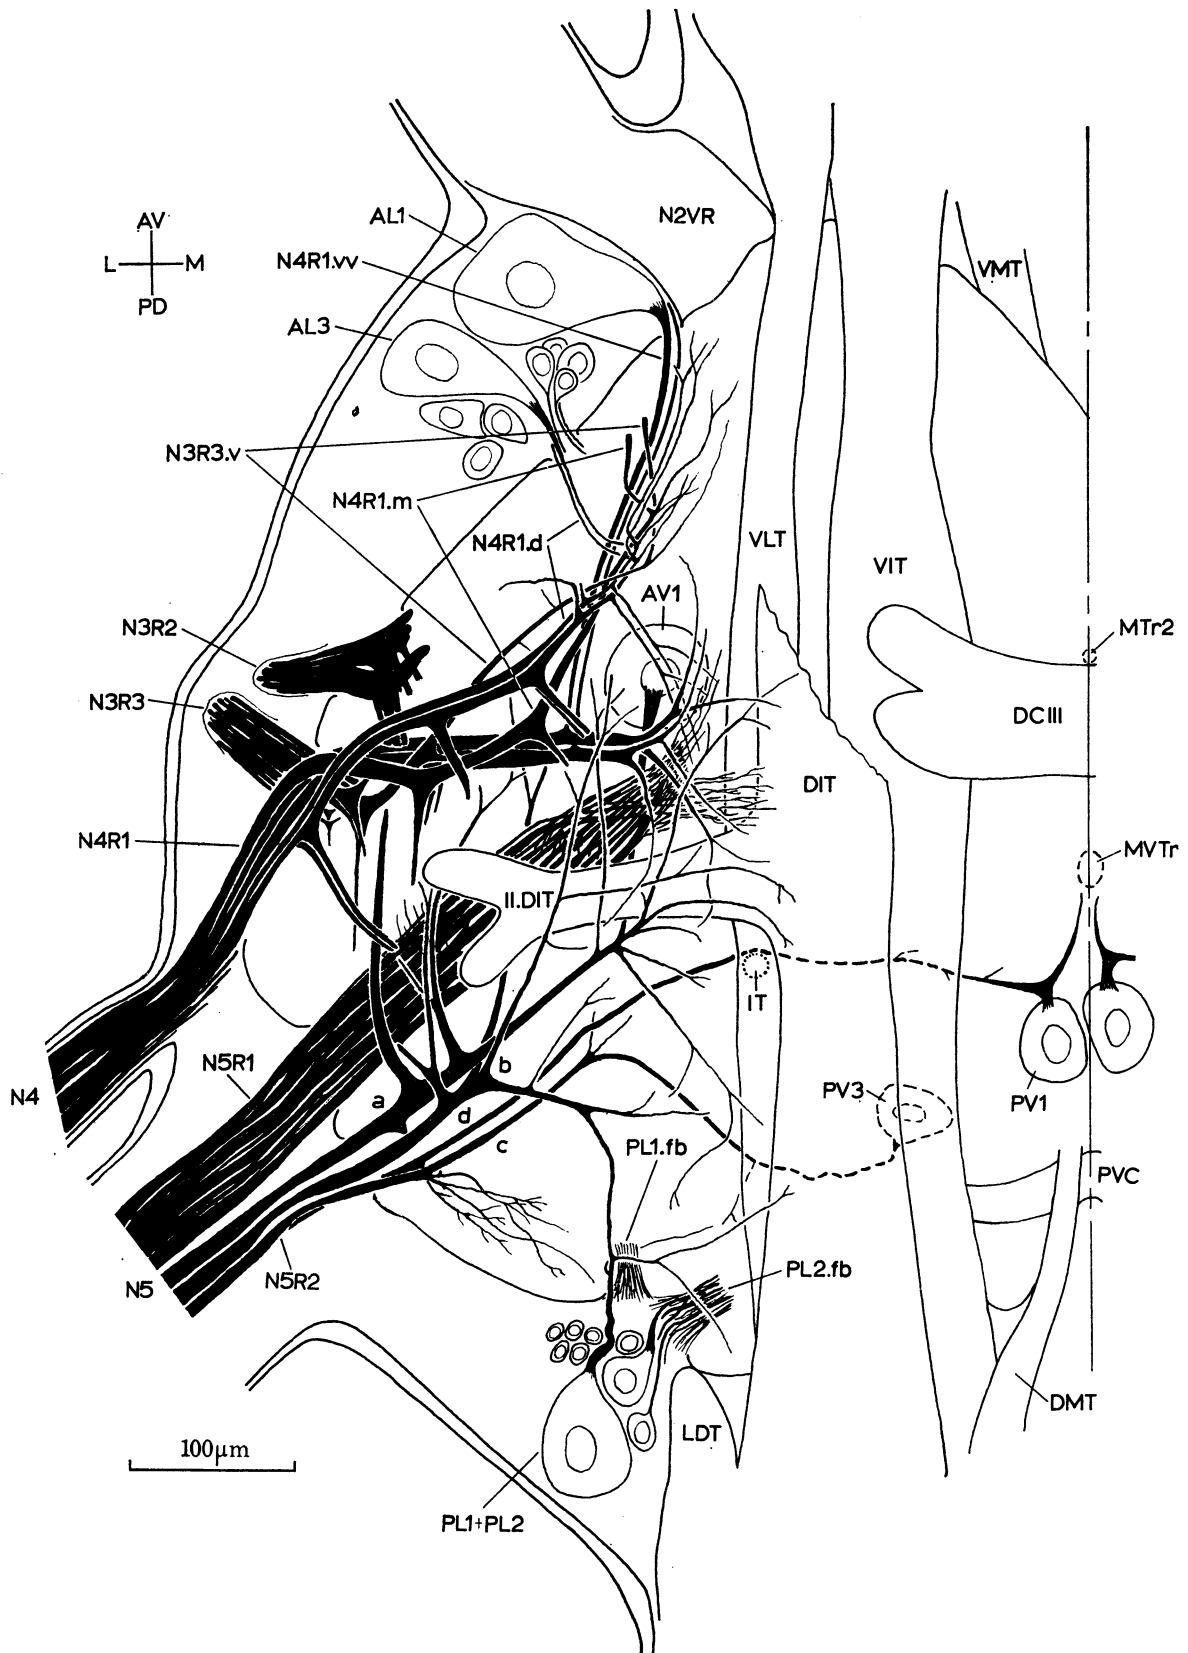 AV
L
M
PD
AL1
N2VR
N4R1.vv
VMT
AL3
N3R3.v
N4R1.m
N4R1.d
VLT
VIT
AV1
N3R2
MTr2
N3R3
DCIII
DIT
N4R1
MVTr
II.DIT
IT
N5R1
b
N4
a
d
PV3
PV1
c
PL1.fb
PVC
N5
N5R2
PL2.fb
DMT
LDT
100µm
PL1+PL2